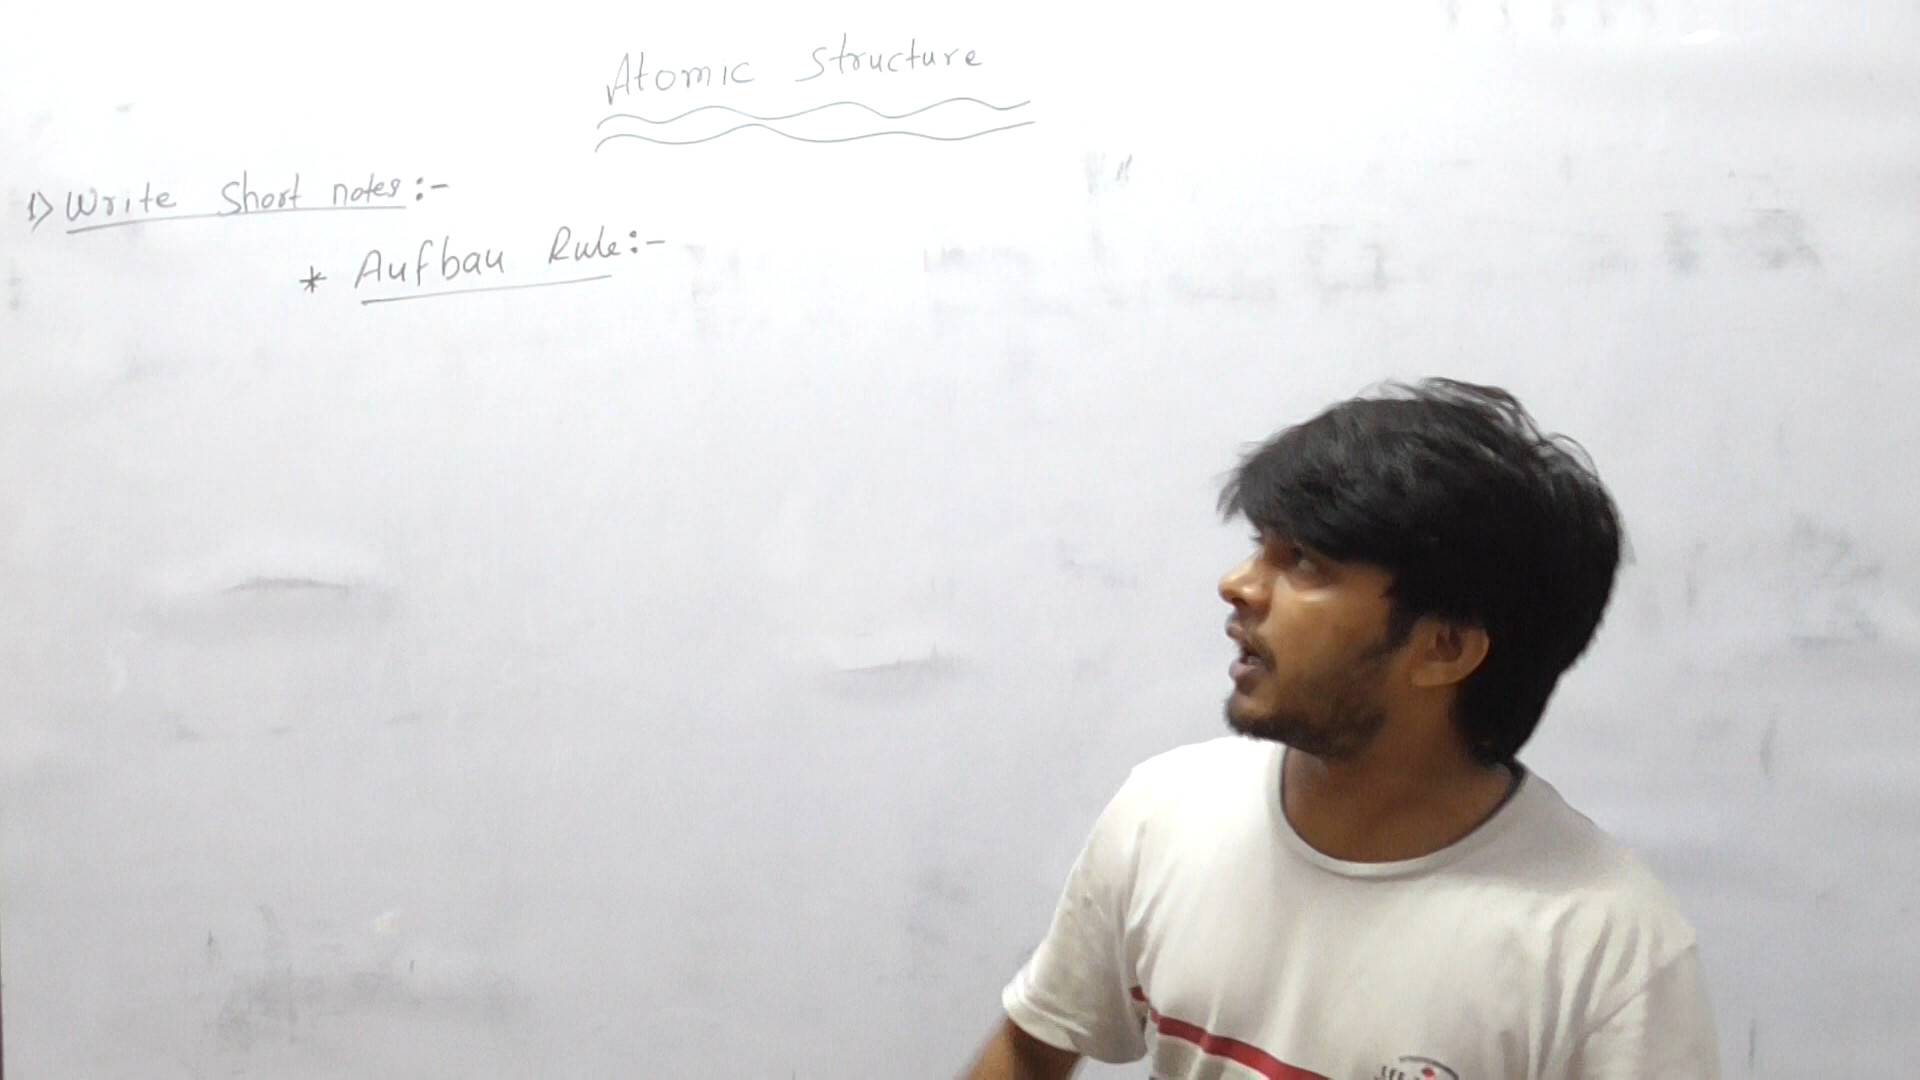 Atomic Structure
1) Write Short notes:-
* Aufbau Rule:-